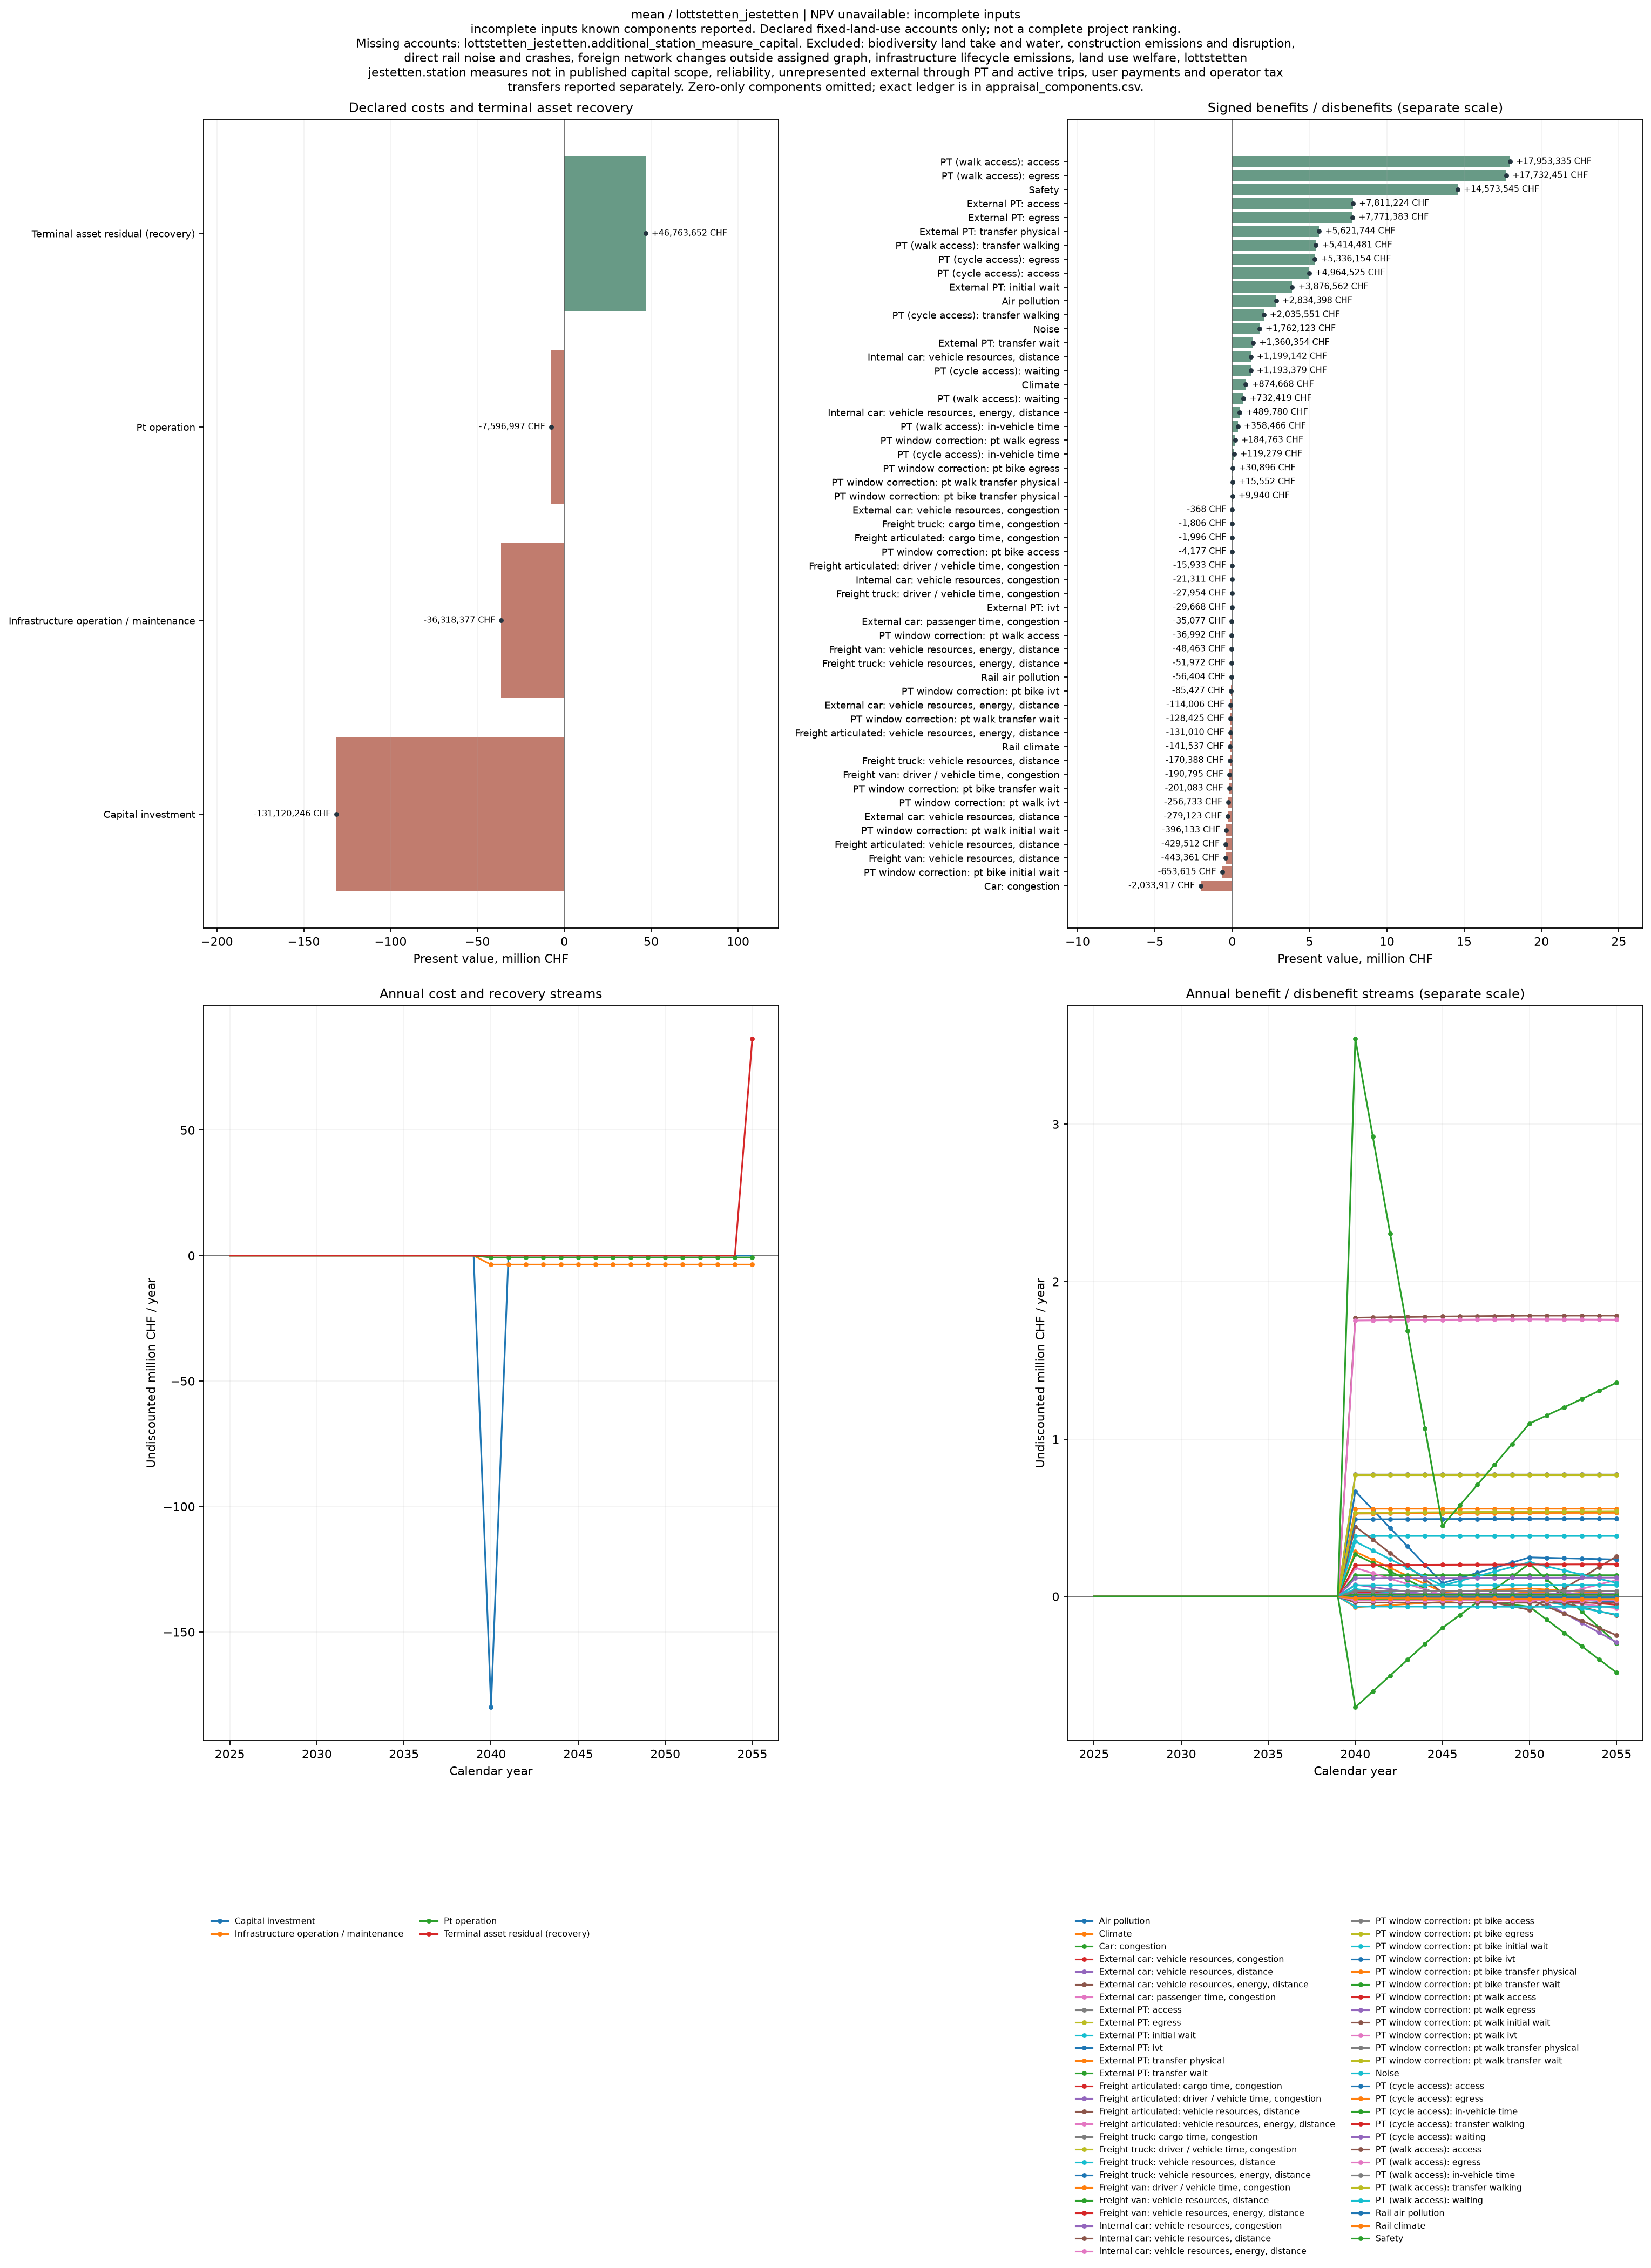 mean / lottstetten_jestetten | NPV unavailable: incomplete inputs
incomplete inputs known components reported. Declared fixed-land-use accounts only; not a complete project ranking.
Missing accounts: lottstetten_jestetten.additional_station_measure_capital. Excluded: biodiversity land take and water, construction emissions and disruption,
direct rail noise and crashes, foreign network changes outside assigned graph, infrastructure lifecycle emissions, land use welfare, lottstetten
jestetten.station measures not in published capital scope, reliability, unrepresented external through PT and active trips, user payments and operator tax
transfers reported separately. Zero-only components omitted; exact ledger is in appraisal_components.csv.
Declared costs and terminal asset recovery
Terminal asset residual (recovery)
+46,763,652 CHF
Pt operation
-7,596,997 CHF
Infrastructure operation / maintenance
-36,318,377 CHF
Capital investment
-131,120,246 CHF
−200 −150 −100 −50 0 50 100
Present value, million CHF
Signed benefits / disbenefits (separate scale)
PT (walk access): access +17,953,335 CHF
PT (walk access): egress +17,732,451 CHF
Safety +14,573,545 CHF
External PT: access +7,811,224 CHF
External PT: egress +7,771,383 CHF
External PT: transfer physical +5,621,744 CHF
PT (walk access): transfer walking +5,414,481 CHF
PT (cycle access): egress +5,336,154 CHF
PT (cycle access): access +4,964,525 CHF
External PT: initial wait +3,876,562 CHF
Air pollution +2,834,398 CHF
PT (cycle access): transfer walking +2,035,551 CHF
Noise +1,762,123 CHF
External PT: transfer wait +1,360,354 CHF
Internal car: vehicle resources, distance +1,199,142 CHF
PT (cycle access): waiting +1,193,379 CHF
Climate +874,668 CHF
PT (walk access): waiting +732,419 CHF
Internal car: vehicle resources, energy, distance +489,780 CHF
PT (walk access): in-vehicle time +358,466 CHF
PT window correction: pt walk egress +184,763 CHF
PT (cycle access): in-vehicle time +119,279 CHF
PT window correction: pt bike egress +30,896 CHF
PT window correction: pt walk transfer physical +15,552 CHF
PT window correction: pt bike transfer physical +9,940 CHF
External car: vehicle resources, congestion -368 CHF
Freight truck: cargo time, congestion -1,806 CHF
Freight articulated: cargo time, congestion -1,996 CHF
PT window correction: pt bike access -4,177 CHF
Freight articulated: driver / vehicle time, congestion -15,933 CHF
Internal car: vehicle resources, congestion -21,311 CHF
Freight truck: driver / vehicle time, congestion -27,954 CHF
External PT: ivt -29,668 CHF
External car: passenger time, congestion -35,077 CHF
PT window correction: pt walk access -36,992 CHF
Freight van: vehicle resources, energy, distance -48,463 CHF
Freight truck: vehicle resources, energy, distance -51,972 CHF
Rail air pollution -56,404 CHF
PT window correction: pt bike ivt -85,427 CHF
External car: vehicle resources, energy, distance -114,006 CHF
PT window correction: pt walk transfer wait -128,425 CHF
Freight articulated: vehicle resources, energy, distance -131,010 CHF
Rail climate -141,537 CHF
Freight truck: vehicle resources, distance -170,388 CHF
Freight van: driver / vehicle time, congestion -190,795 CHF
PT window correction: pt bike transfer wait -201,083 CHF
PT window correction: pt walk ivt -256,733 CHF
External car: vehicle resources, distance -279,123 CHF
PT window correction: pt walk initial wait -396,133 CHF
Freight articulated: vehicle resources, distance -429,512 CHF
Freight van: vehicle resources, distance -443,361 CHF
PT window correction: pt bike initial wait -653,615 CHF
Car: congestion -2,033,917 CHF
−10 −5 0 5 10 15 20 25
Present value, million CHF
Annual cost and recovery streams
Undiscounted million CHF / year
50
0
−50
−100
−150
2025 2030 2035 2040 2045 2050 2055
Calendar year
Annual benefit / disbenefit streams (separate scale)
Undiscounted million CHF / year
3
2
1
0
2025 2030 2035 2040 2045 2050 2055
Calendar year
Capital investment
Infrastructure operation / maintenance
Pt operation
Terminal asset residual (recovery)
Air pollution
Climate
Car: congestion
External car: vehicle resources, congestion
External car: vehicle resources, distance
External car: vehicle resources, energy, distance
External car: passenger time, congestion
External PT: access
External PT: egress
External PT: initial wait
External PT: ivt
External PT: transfer physical
External PT: transfer wait
Freight articulated: cargo time, congestion
Freight articulated: driver / vehicle time, congestion
Freight articulated: vehicle resources, distance
Freight articulated: vehicle resources, energy, distance
Freight truck: cargo time, congestion
Freight truck: driver / vehicle time, congestion
Freight truck: vehicle resources, distance
Freight truck: vehicle resources, energy, distance
Freight van: driver / vehicle time, congestion
Freight van: vehicle resources, distance
Freight van: vehicle resources, energy, distance
Internal car: vehicle resources, congestion
Internal car: vehicle resources, distance
Internal car: vehicle resources, energy, distance
PT window correction: pt bike access
PT window correction: pt bike egress
PT window correction: pt bike initial wait
PT window correction: pt bike ivt
PT window correction: pt bike transfer physical
PT window correction: pt bike transfer wait
PT window correction: pt walk access
PT window correction: pt walk egress
PT window correction: pt walk initial wait
PT window correction: pt walk ivt
PT window correction: pt walk transfer physical
PT window correction: pt walk transfer wait
Noise
PT (cycle access): access
PT (cycle access): egress
PT (cycle access): in-vehicle time
PT (cycle access): transfer walking
PT (cycle access): waiting
PT (walk access): access
PT (walk access): egress
PT (walk access): in-vehicle time
PT (walk access): transfer walking
PT (walk access): waiting
Rail air pollution
Rail climate
Safety